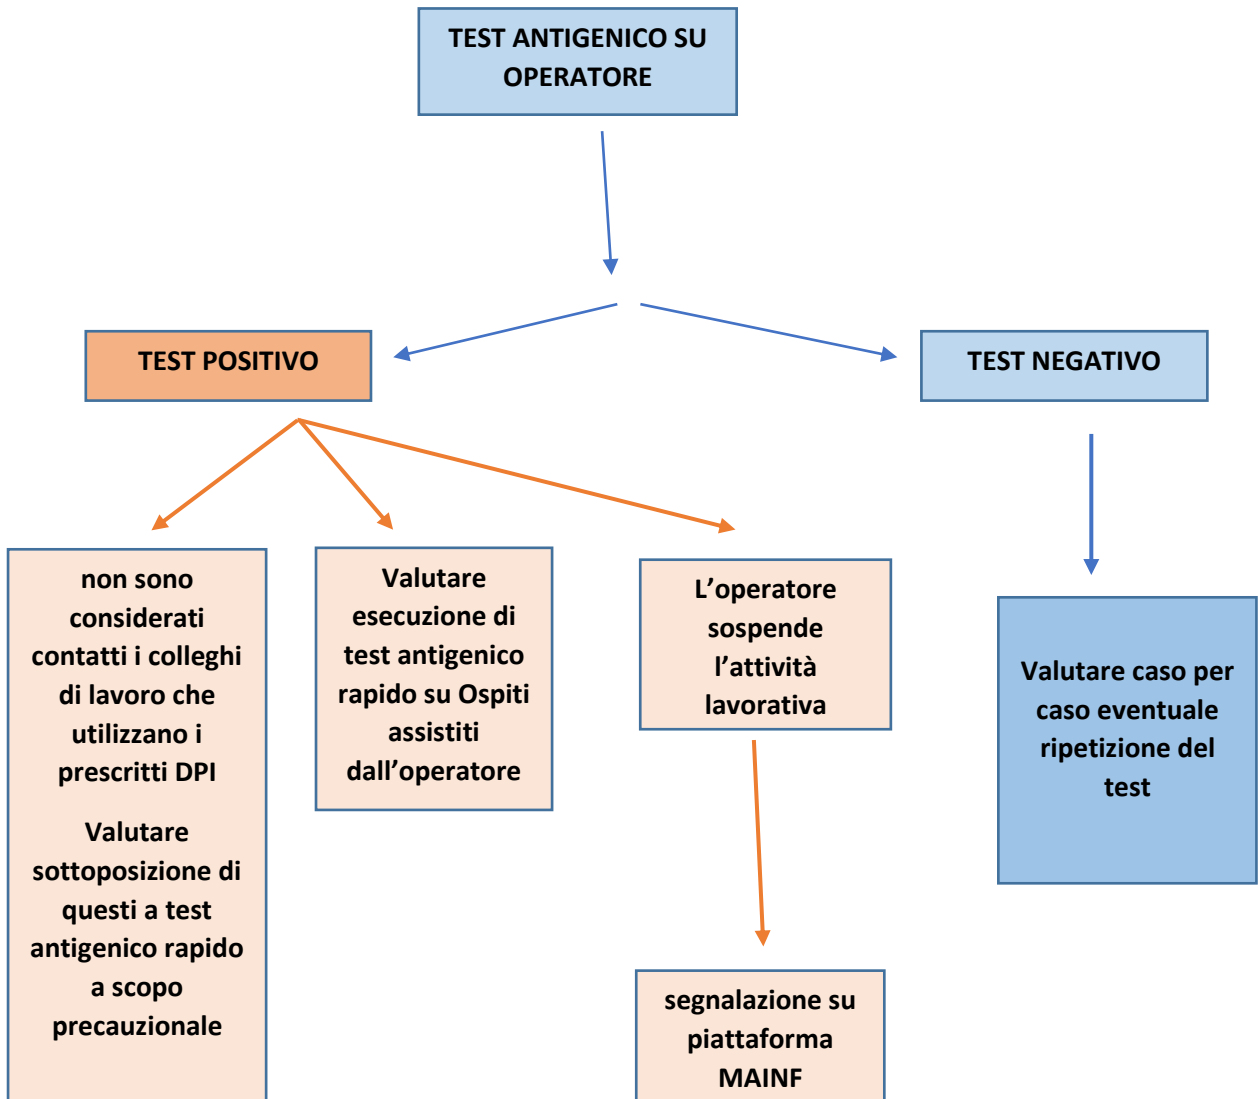 TEST ANTIGENICO SU
OPERATORE
TEST POSITIVO
TEST NEGATIVO
non sono
considerati
contatti i colleghi
di lavoro che
utilizzano i
prescritti DPI
Valutare
sottoposizione di
questi a test
antigenico rapido
a scopo
precauzionale
Valutare
esecuzione di
test antigenico
rapido su Ospiti
assistiti
dall’operatore
L’operatore
sospende
l’attività
lavorativa
segnalazione su
piattaforma
MAINF
Valutare caso per
caso eventuale
ripetizione del
test